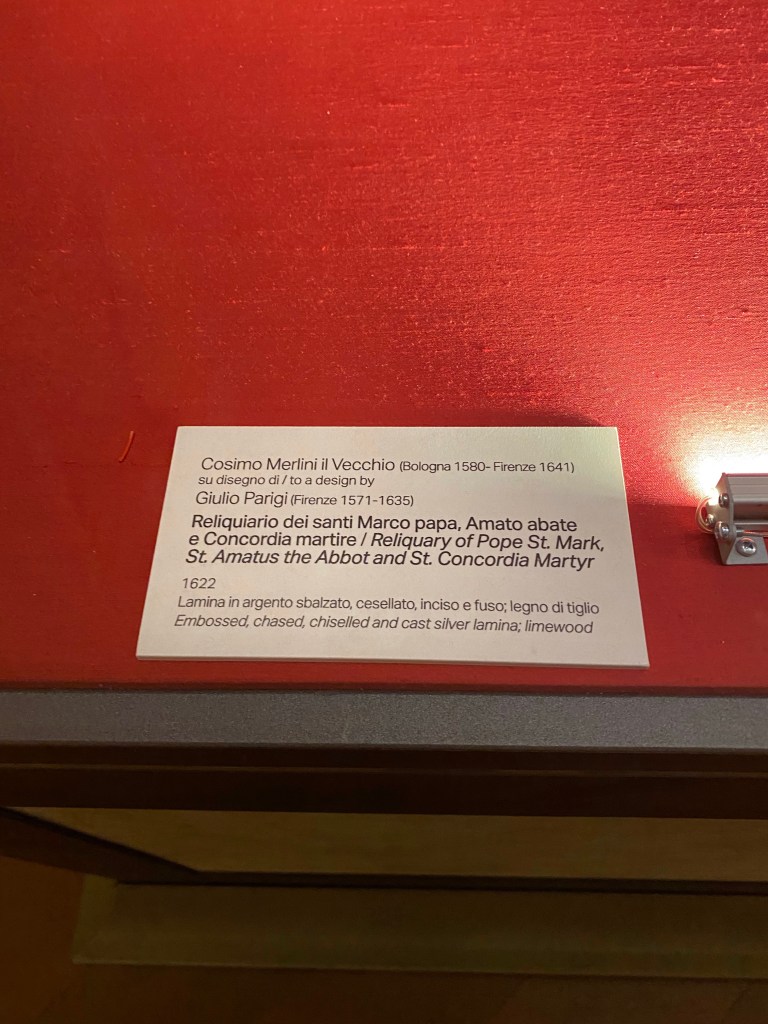 Cosimo Merlini il Vecchio (Bologna 1580- Firenze 1641)
su disegno di / to a design by
Giulio Parigi (Firenze 1571-1635)
Reliquiario dei santi Marco papa, Amato abate
e Concordia martire / Reliquary of Pope St. Mark,
St. Amatus the Abbot and St. Concordia Martyr
1622
Lamina in argento sbalzato, cesellato, inciso e fuso; legno di tiglio
Embossed, chased, chiselled and cast silver lamina; limewood